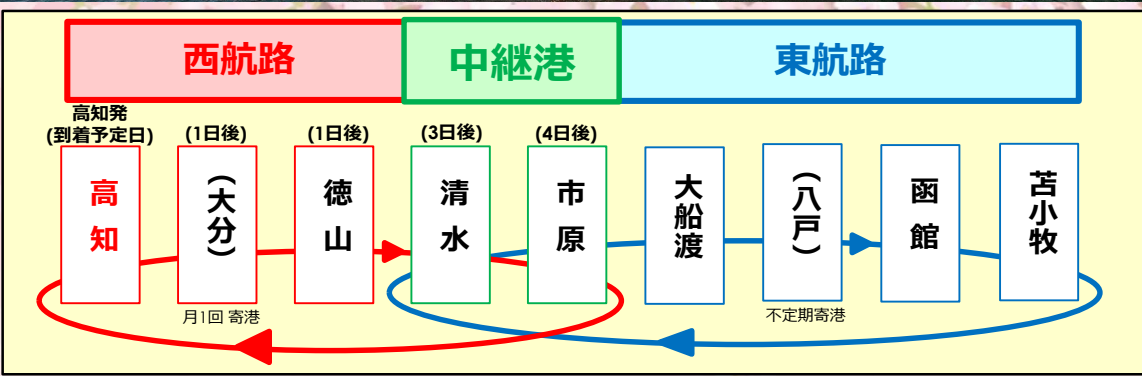 西航路
中継港
東航路
高知発
(到着予定日)
(1日後)
(1日後)
(3日後)
(4日後)
高知
(大分)
徳山
清水
市原
大船渡
(八戸)
函館
苫小牧
月1回 寄港
不定期寄港